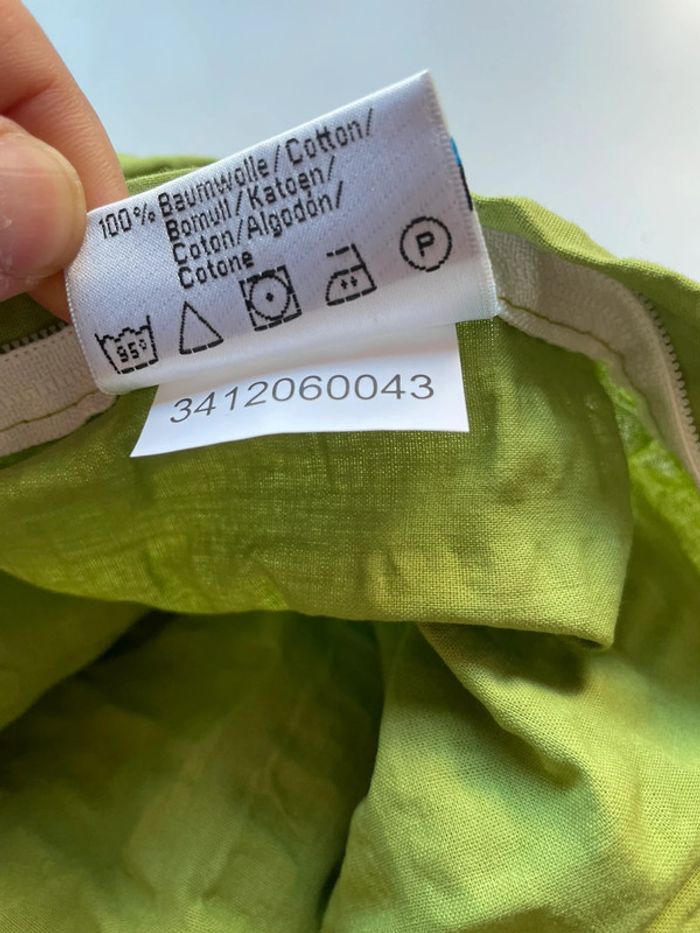 100% Baumwolle/Cotton/
Bomull/Katoen/
Coton/Algodón/
Cotone
95°
P
3412060043